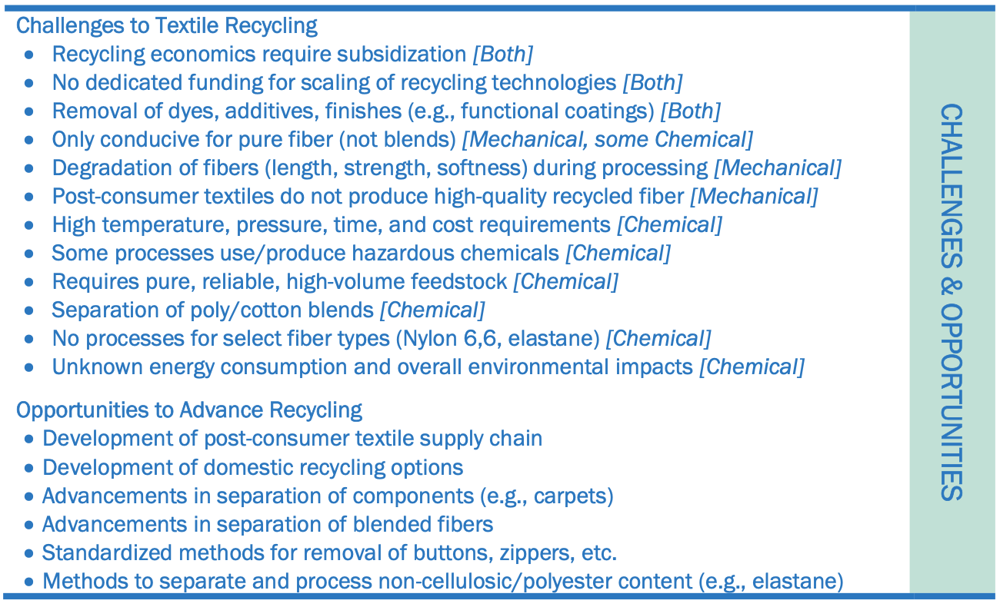 Challenges to Textile Recycling
• Recycling economics require subsidization [Both]
• No dedicated funding for scaling of recycling technologies [Both]
• Removal of dyes, additives, finishes (e.g., functional coatings) [Both]
• Only conducive for pure fiber (not blends) [Mechanical, some Chemical]
• Degradation of fibers (length, strength, softness) during processing [Mechanical]
• Post-consumer textiles do not produce high-quality recycled fiber [Mechanical]
• High temperature, pressure, time, and cost requirements [Chemical]
• Some processes use/produce hazardous chemicals [Chemical]
• Requires pure, reliable, high-volume feedstock [Chemical]
• Separation of poly/cotton blends [Chemical]
• No processes for select fiber types (Nylon 6,6, elastane) [Chemical]
• Unknown energy consumption and overall environmental impacts [Chemical]
Opportunities to Advance Recycling
• Development of post-consumer textile supply chain
• Development of domestic recycling options
• Advancements in separation of components (e.g., carpets)
• Advancements in separation of blended fibers
• Standardized methods for removal of buttons, zippers, etc.
• Methods to separate and process non-cellulosic/polyester content (e.g., elastane)
CHALLENGES & OPPORTUNITIES